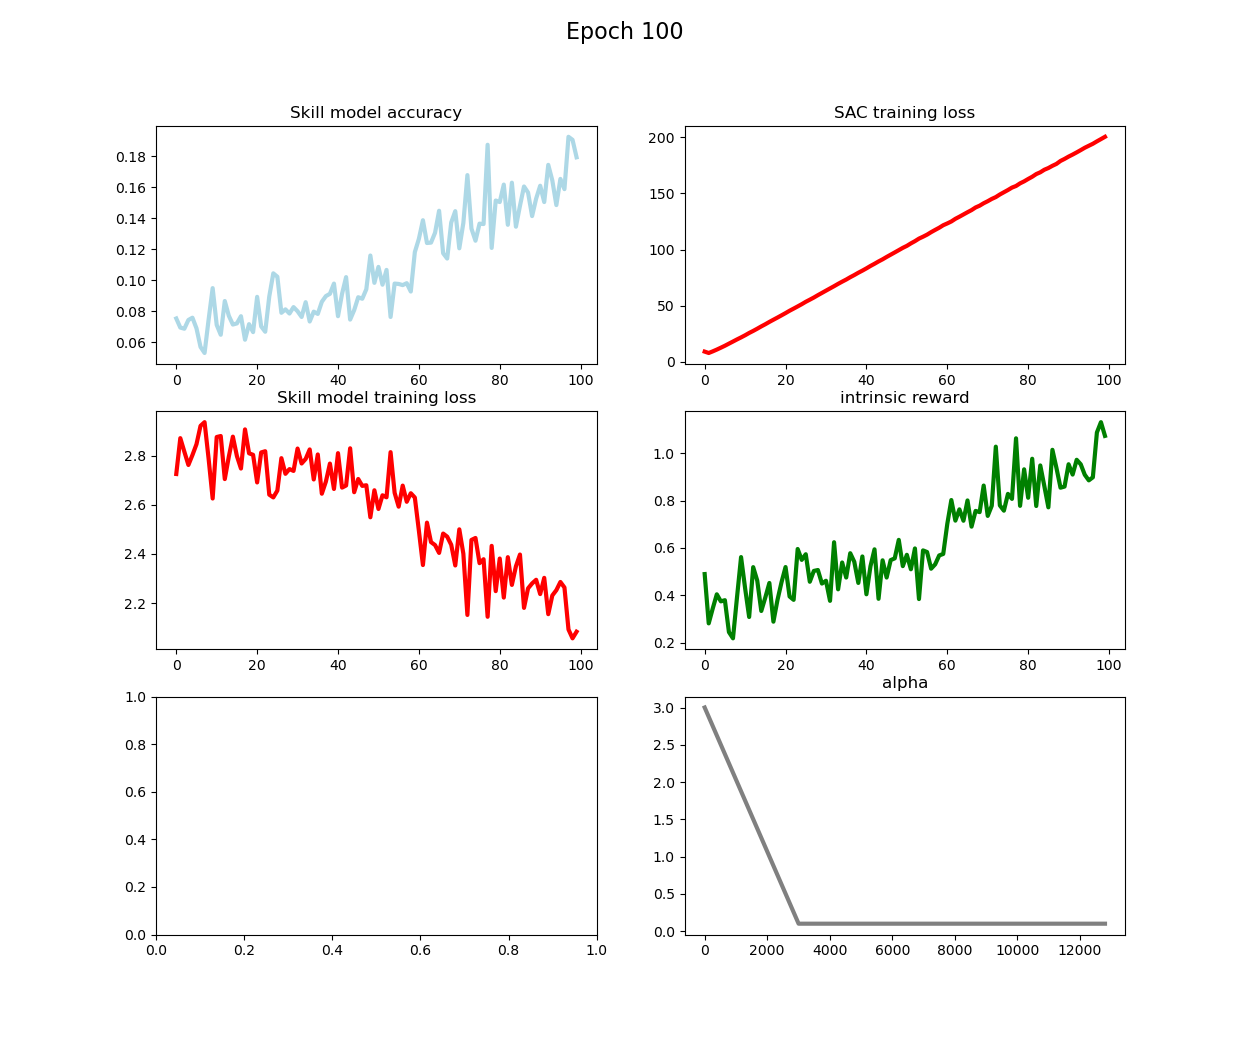 Epoch 100
Skill model accuracy
0.18
0.16
0.14
0.12
0.10
0.08
0.06
0 20 40 60 80 100
SAC training loss
200
150
100
50
0
0 20 40 60 80 100
Skill model training loss
2.8
2.6
2.4
2.2
0 20 40 60 80 100
intrinsic reward
1.0
0.8
0.6
0.4
0.2
0 20 40 60 80 100
1.0
0.8
0.6
0.4
0.2
0.0
0.0 0.2 0.4 0.6 0.8 1.0
alpha
3.0
2.5
2.0
1.5
1.0
0.5
0.0
0 2000 4000 6000 8000 10000 12000